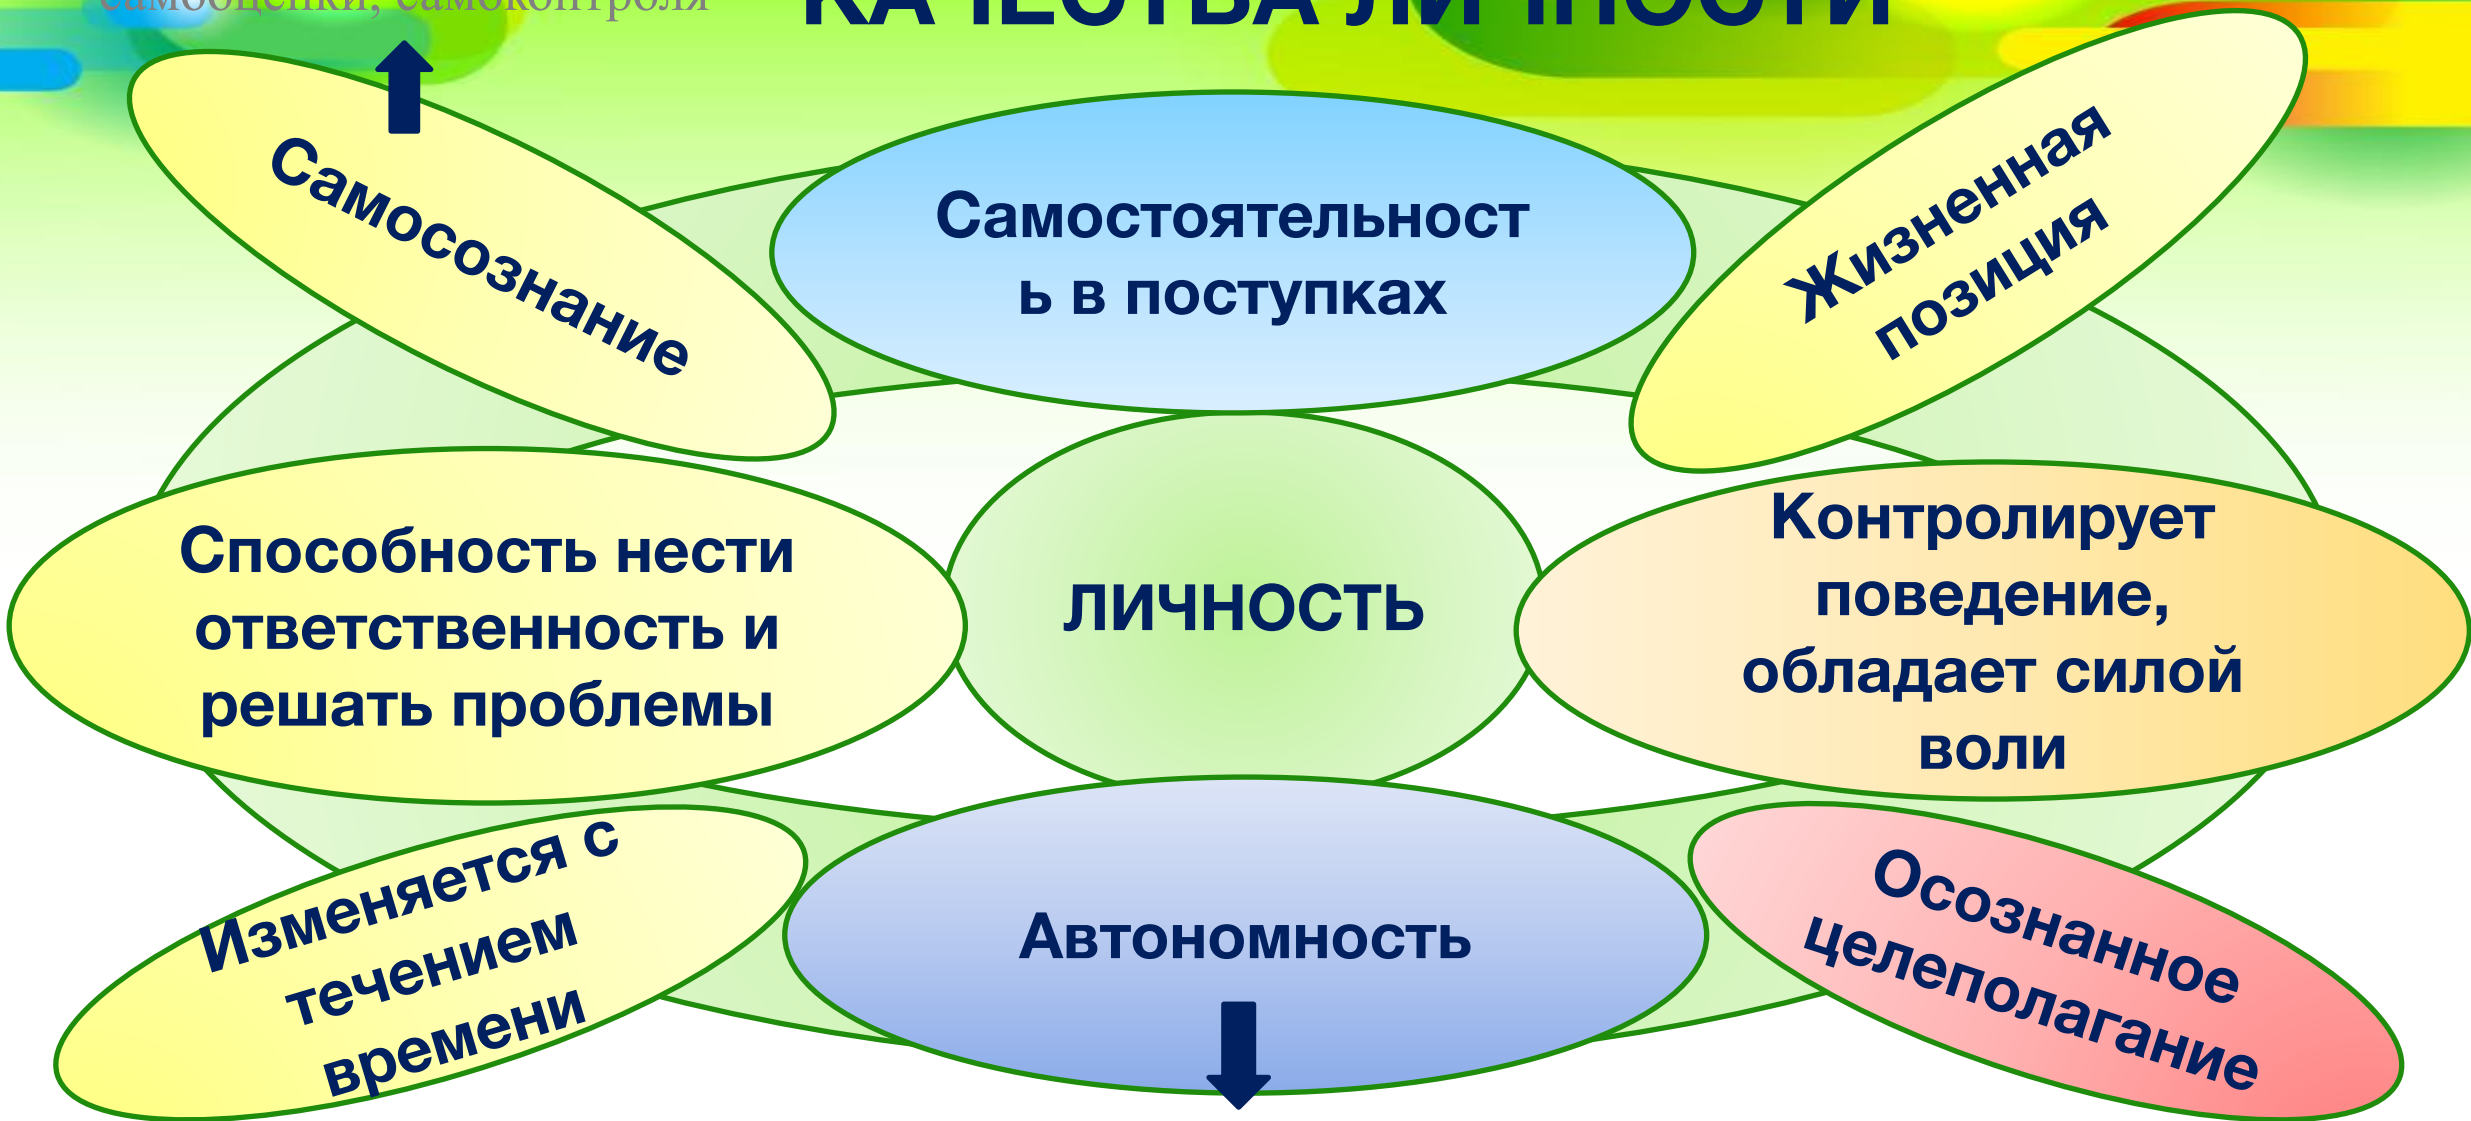 самооценки, самоконтроля
КАЧЕСТВА ЛИЧНОСТИ
Самосознание
Самостоятельност
ь в поступках
Жизненная
позиция
Способность нести
ответственность и
решать проблемы
ЛИЧНОСТЬ
Контролирует
поведение,
обладает силой
воли
Изменяется с
течением
времени
Автономность
Осознанное
целеполагание